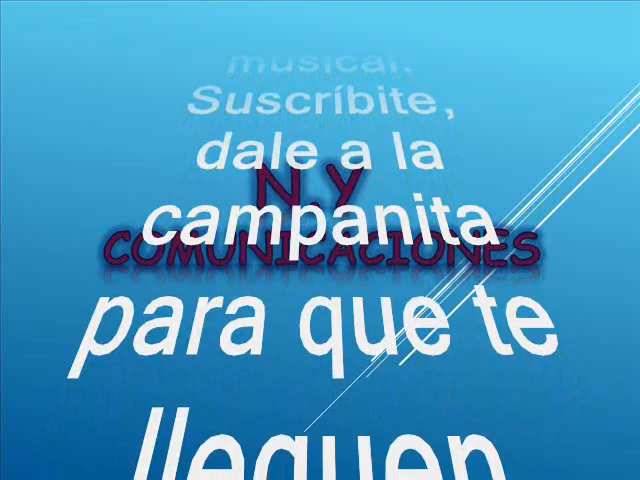 musical.
Suscríbite,
dale a la
N.Y
campanita
COMUNICACIONES
para que te
lleguen